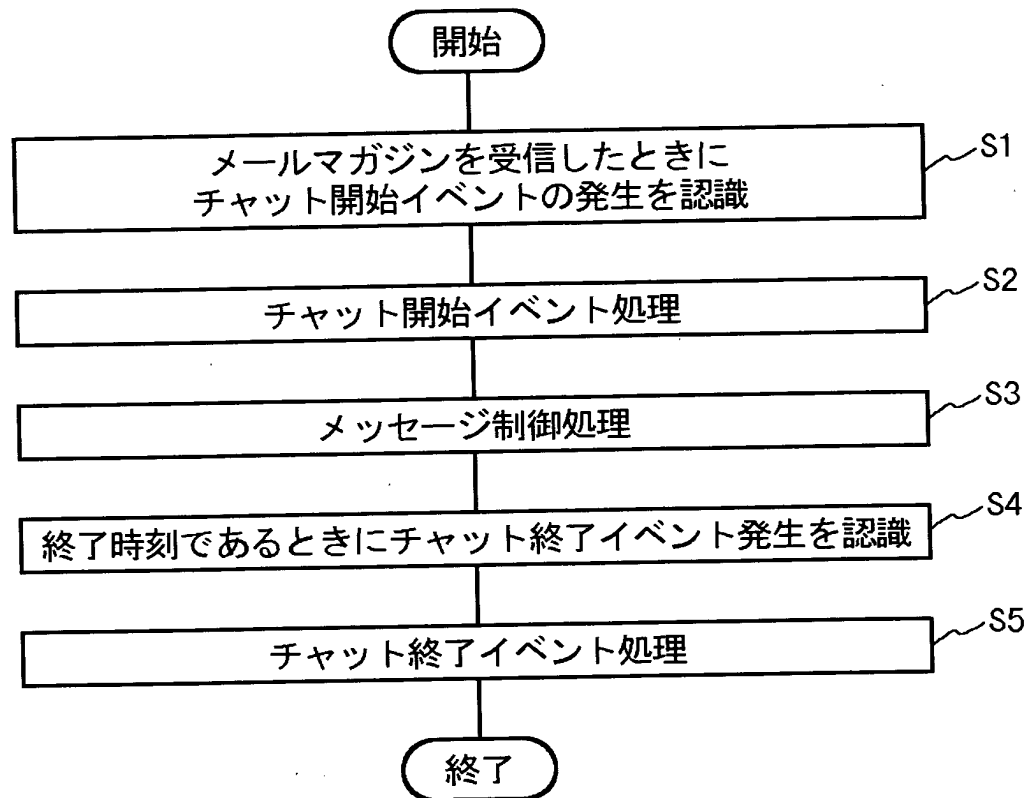 開始
メールマガジンを受信したときに
チャット開始イベントの発生を認識
S1
チャット開始イベント処理
S2
メッセージ制御処理
S3
終了時刻であるときにチャット終了イベント発生を認識
S4
チャット終了イベント処理
S5
終了